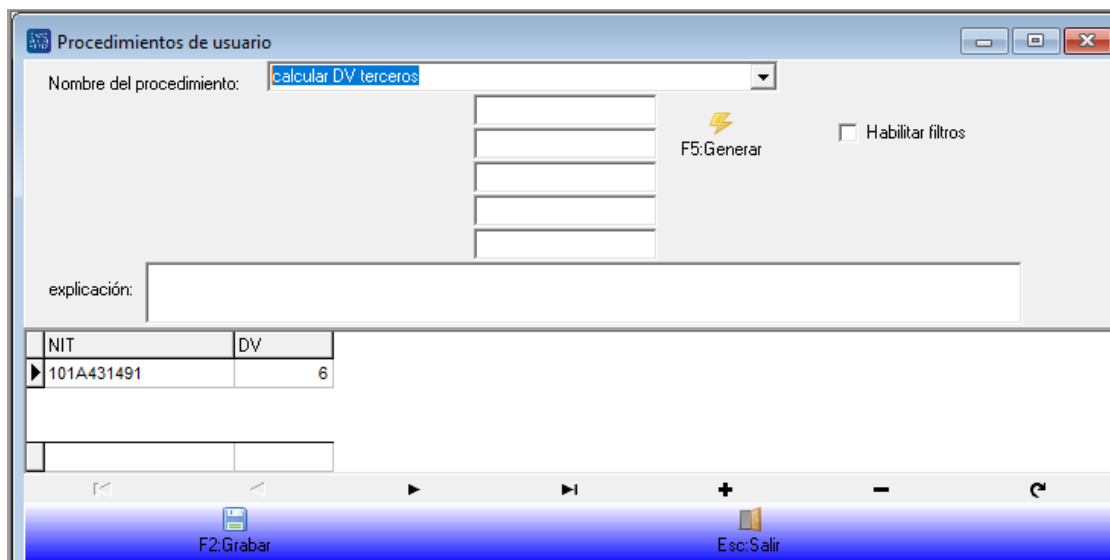 Procedimientos de usuario
Nombre del procedimiento: calcular DV terceros
F5:Generar
Habilitar filtros
explicación:
NIT DV
101A431491 6
F2:Grabar Esc:Salir